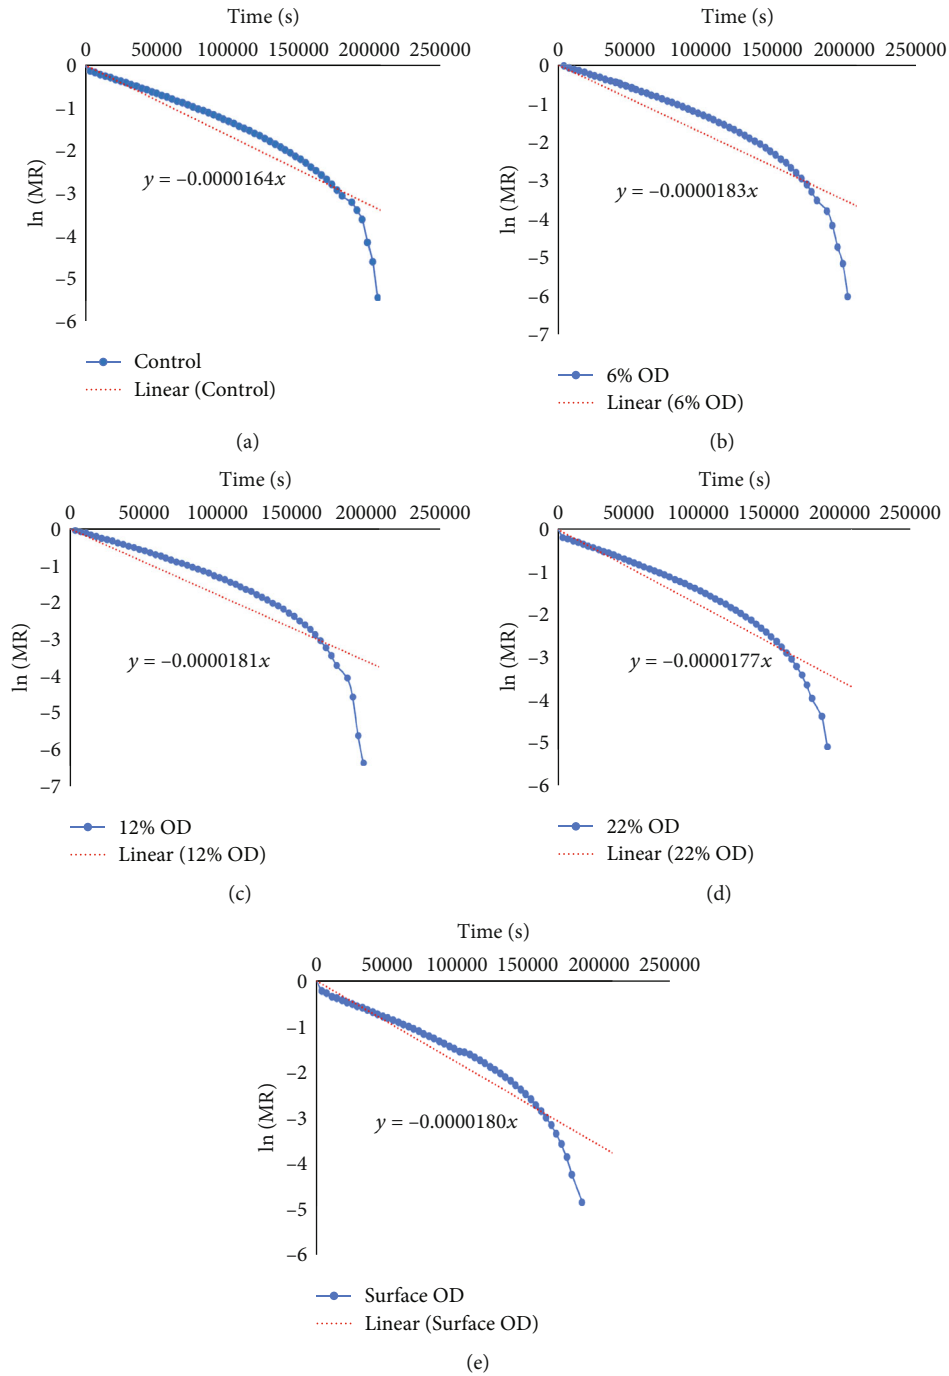 Time (s)
0 50000 100000 150000 200000 250000
0
–1
–2
–3
–4
–5
–6
ln (MR)
y = –0.0000164x
Control
Linear (Control)
(a)
Time (s)
0 50000 100000 150000 200000 250000
0
–1
–2
–3
–4
–5
–6
–7
ln (MR)
y = –0.0000183x
6% OD
Linear (6% OD)
(b)
Time (s)
0 50000 100000 150000 200000 250000
0
–1
–2
–3
–4
–5
–6
–7
ln (MR)
y = –0.0000181x
12% OD
Linear (12% OD)
(c)
Time (s)
0 50000 100000 150000 200000 250000
0
–1
–2
–3
–4
–5
–6
ln (MR)
y = –0.0000177x
22% OD
Linear (22% OD)
(d)
Time (s)
0 50000 100000 150000 200000 250000
0
–1
–2
–3
–4
–5
–6
ln (MR)
y = –0.0000180x
Surface OD
Linear (Surface OD)
(e)